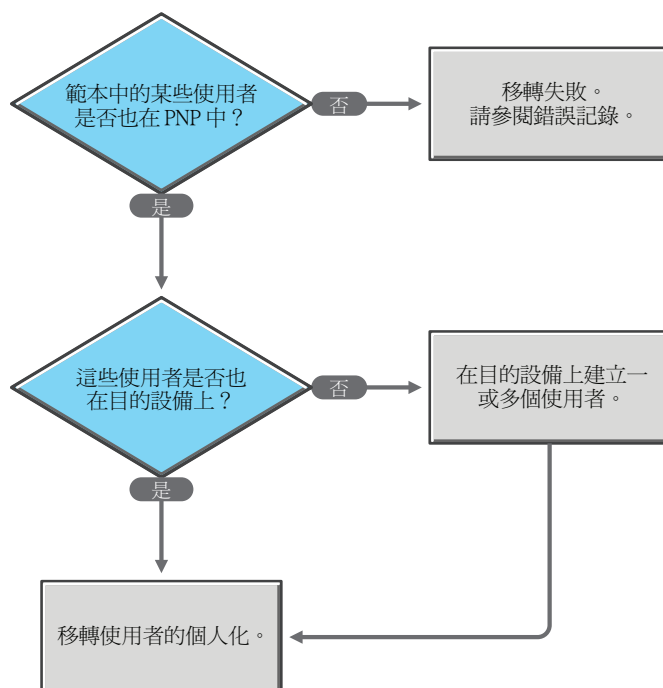 範本中的某些使用者
是否也在 PNP 中？
否
移轉失敗。
請參閱錯誤記錄。
是
這些使用者是否也
在目的設備上？
否
在目的設備上建立一
或多個使用者。
是
移轉使用者的個人化。